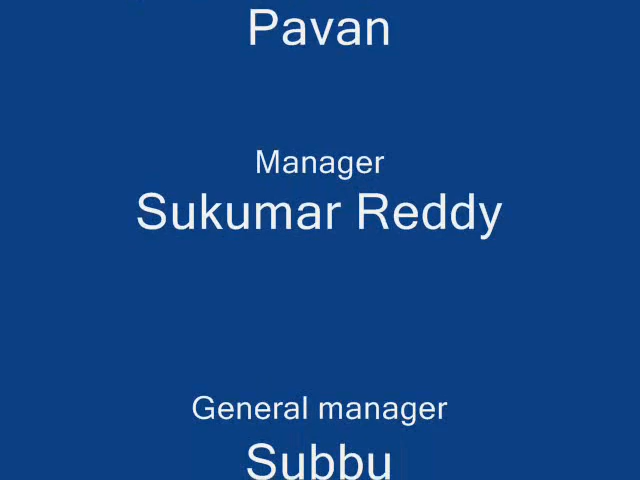 Pavan
Manager
Sukumar Reddy
General manager
Subbu